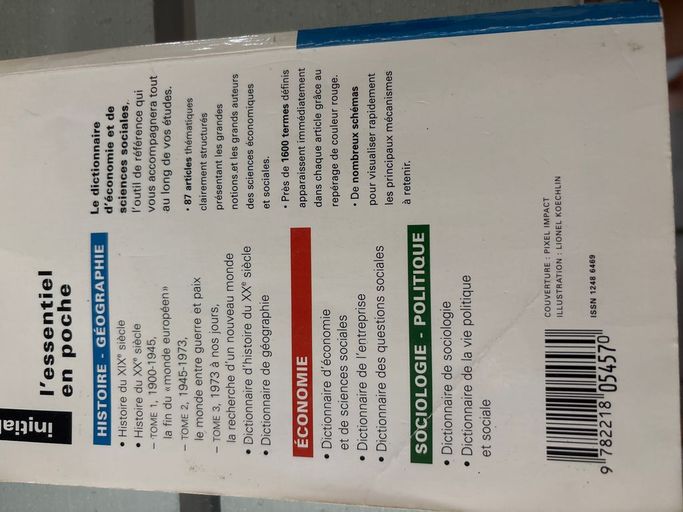 initial
l'essentiel
en poche
HISTOIRE - GÉOGRAPHIE
• Histoire du XIXᵉ siècle
• Histoire du XXᵉ siècle
– TOME 1, 1900-1945,
la fin du «monde européen»
– TOME 2, 1945-1973,
le monde entre guerre et paix
– TOME 3, 1973 à nos jours,
la recherche d'un nouveau monde
• Dictionnaire d'histoire du XXᵉ siècle
• Dictionnaire de géographie
ÉCONOMIE
• Dictionnaire d'économie
et de sciences sociales
• Dictionnaire de l'entreprise
• Dictionnaire des questions sociales
SOCIOLOGIE - POLITIQUE
• Dictionnaire de sociologie
• Dictionnaire de la vie politique
et sociale
Le dictionnaire
d'économie et de
sciences sociales,
l'outil de référence qui
vous accompagnera tout
au long de vos études.
• 87 articles thématiques
clairement structurés
présentant les grandes
notions et les grands auteurs
des sciences économiques
et sociales.
• Près de 1600 termes définis
apparaissent immédiatement
dans chaque article grâce au
repérage de couleur rouge.
• De nombreux schémas
pour visualiser rapidement
les principaux mécanismes
à retenir.
COUVERTURE : PIXEL IMPACT
ILLUSTRATION : LIONEL KOECHLIN
ISSN 1248 6469
9 782218 054570